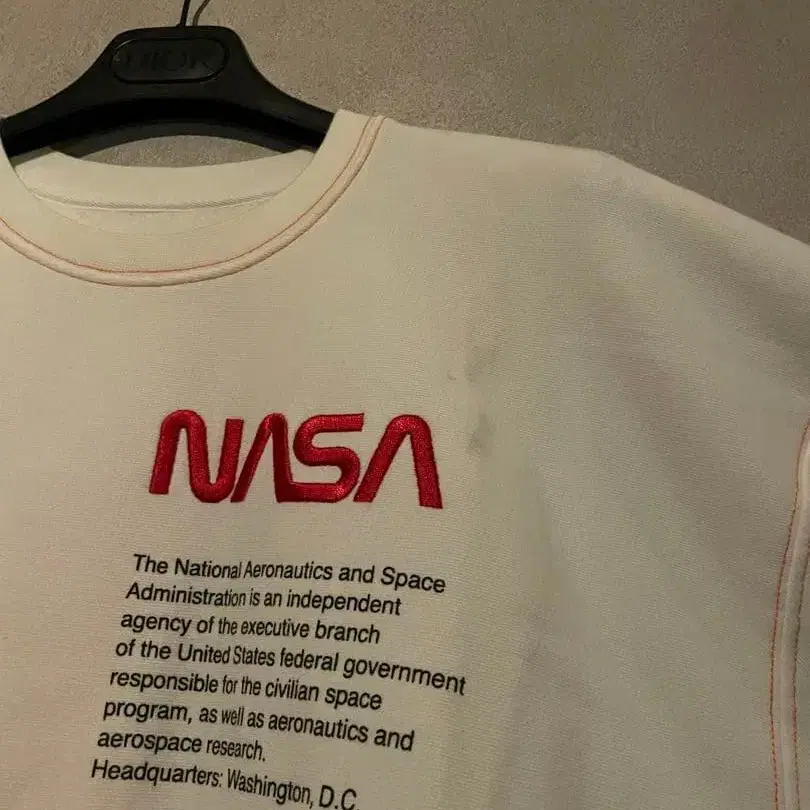 DIOR
NASA
The National Aeronautics and Space
Administration is an independent
agency of the executive branch
of the United States federal government
responsible for the civilian space
program, as well as aeronautics and
aerospace research.
Headquarters: Washington, D.C.